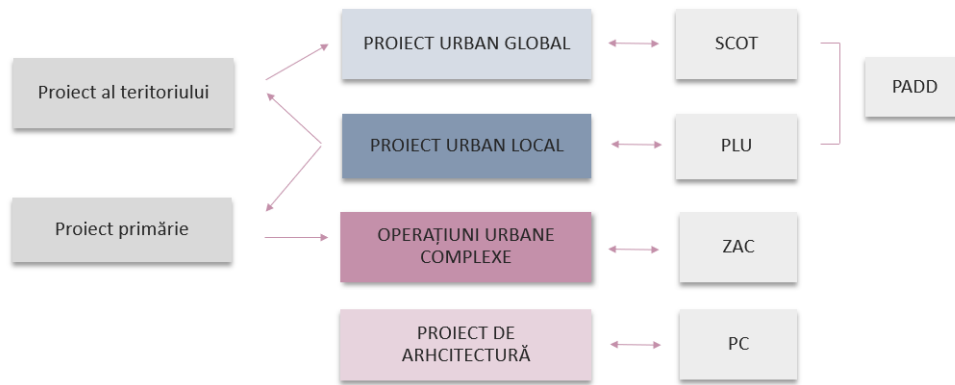 PROIECT URBAN GLOBAL
SCOT
Proiect al teritoriului
PADD
PROIECT URBAN LOCAL
PLU
Proiect primărie
OPERAȚIUNI URBANE
COMPLEXE
ZAC
PROIECT DE
ARHCITECTURĂ
PC